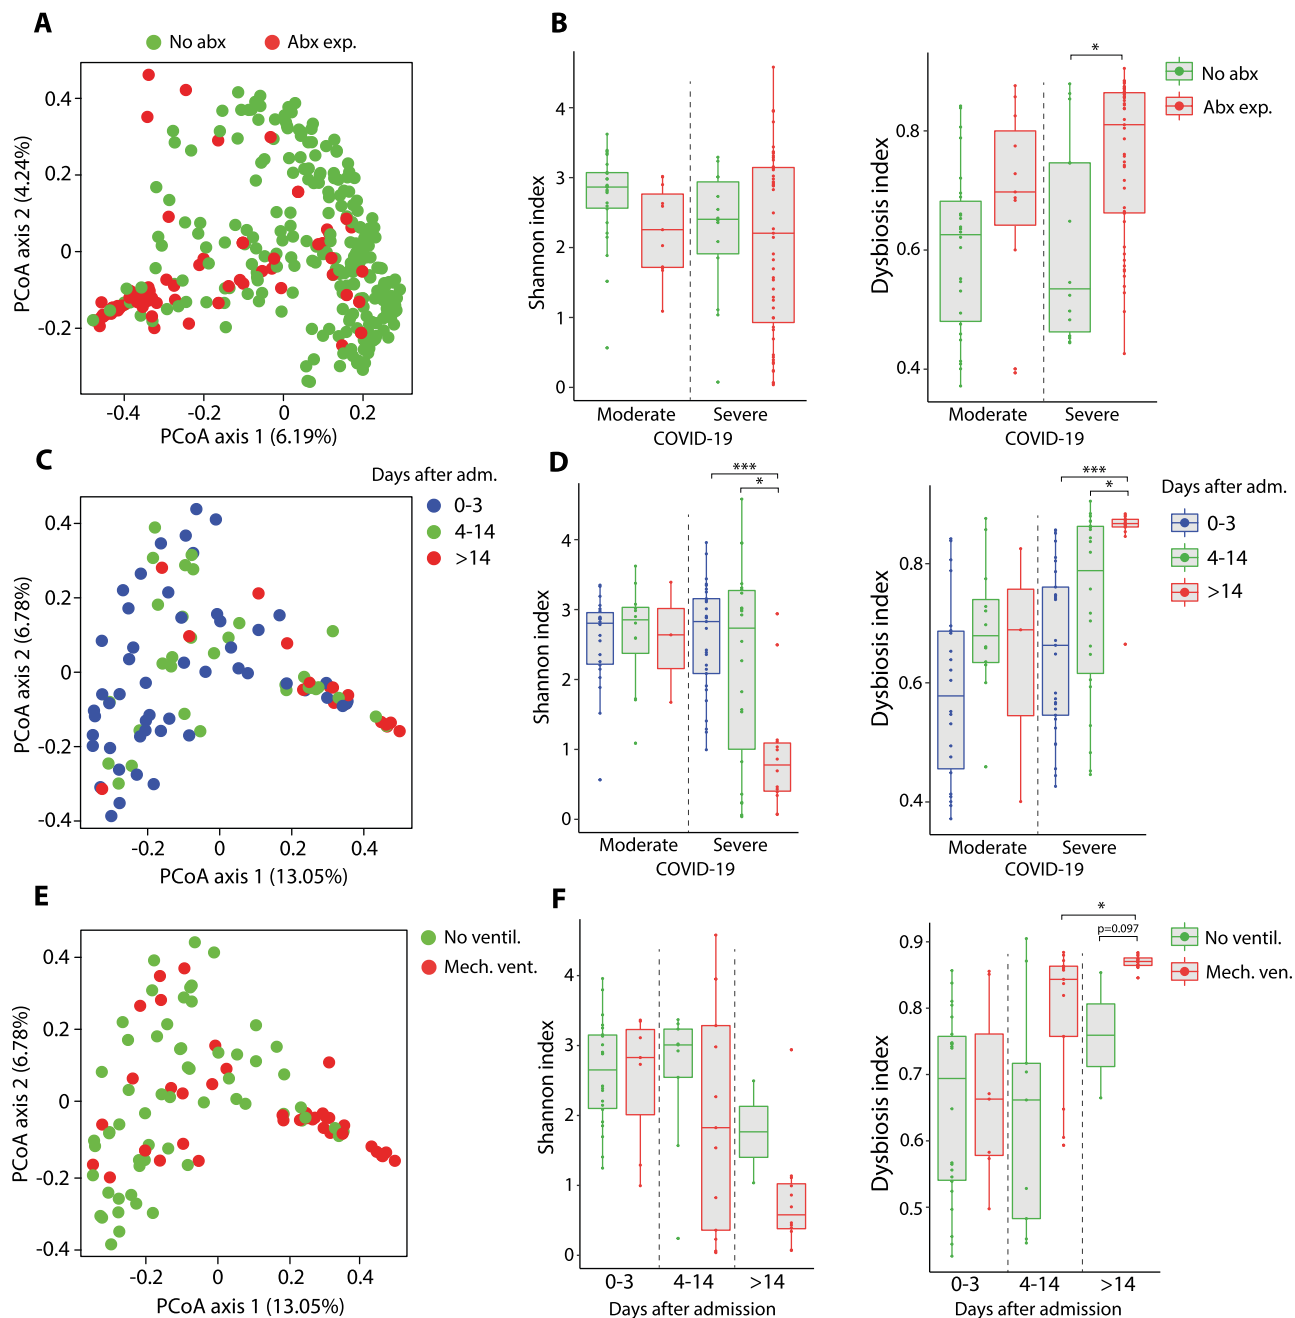 A
No abx
Abx exp.
0.4
0.2
0
-0.2
PCoA axis 2 (4.24%)
-0.4
-0.2
0
0.2
PCoA axis 1 (6.19%)
B
4
3
2
1
0
Shannon index
Moderate
Severe
COVID-19
*
0.8
0.6
0.4
Dysbiosis index
Moderate
Severe
COVID-19
No abx
Abx exp.
C
Days after adm.
0-3
4-14
>14
0.4
0.2
0
-0.2
-0.4
PCoA axis 2 (6.78%)
-0.2
0
0.2
0.4
PCoA axis 1 (13.05%)
D
***
*
4
3
2
1
0
Shannon index
Moderate
Severe
COVID-19
***
*
0.8
0.6
0.4
Dysbiosis index
Moderate
Severe
COVID-19
Days after adm.
0-3
4-14
>14
E
No ventil.
Mech. vent.
0.4
0.2
0
-0.2
-0.4
PCoA axis 2 (6.78%)
-0.2
0
0.2
0.4
PCoA axis 1 (13.05%)
F
4
3
2
1
0
Shannon index
0-3
4-14
>14
Days after admission
*
p=0.097
0.9
0.8
0.7
0.6
0.5
Dysbiosis index
0-3
4-14
>14
Days after admission
No ventil.
Mech. ven.